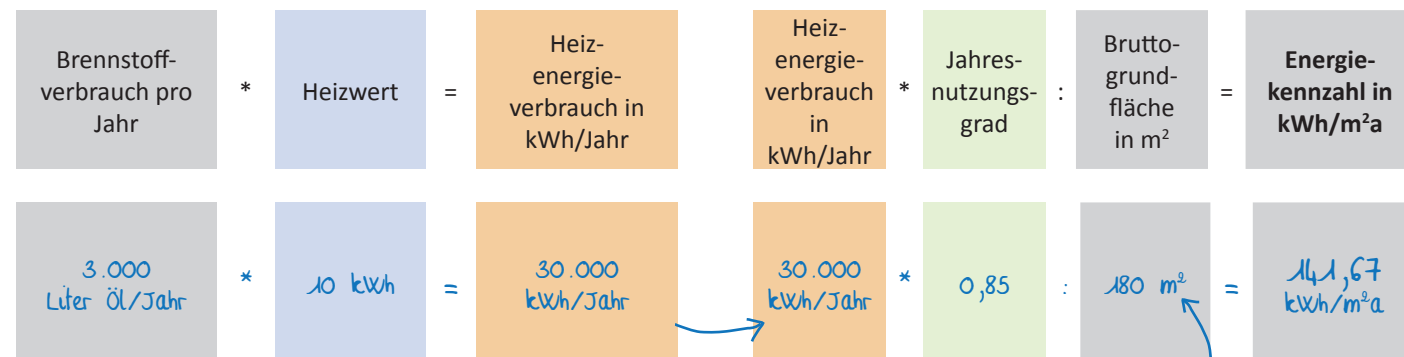 Brennstoff-
verbrauch pro
Jahr
*
Heizwert
=
Heiz-
energie-
verbrauch in
kWh/Jahr
Heiz-
energie-
verbrauch
in
kWh/Jahr
*
Jahres-
nutzungs-
grad
:
Brutto-
grund-
fläche
in m²
=
Energie-
kennzahl in
kWh/m²a
3.000
Liter Öl/Jahr
*
10 kWh
=
30.000
kWh/Jahr
30.000
kWh/Jahr
*
0,85
:
180 m²
=
141,67
kWh/m²a